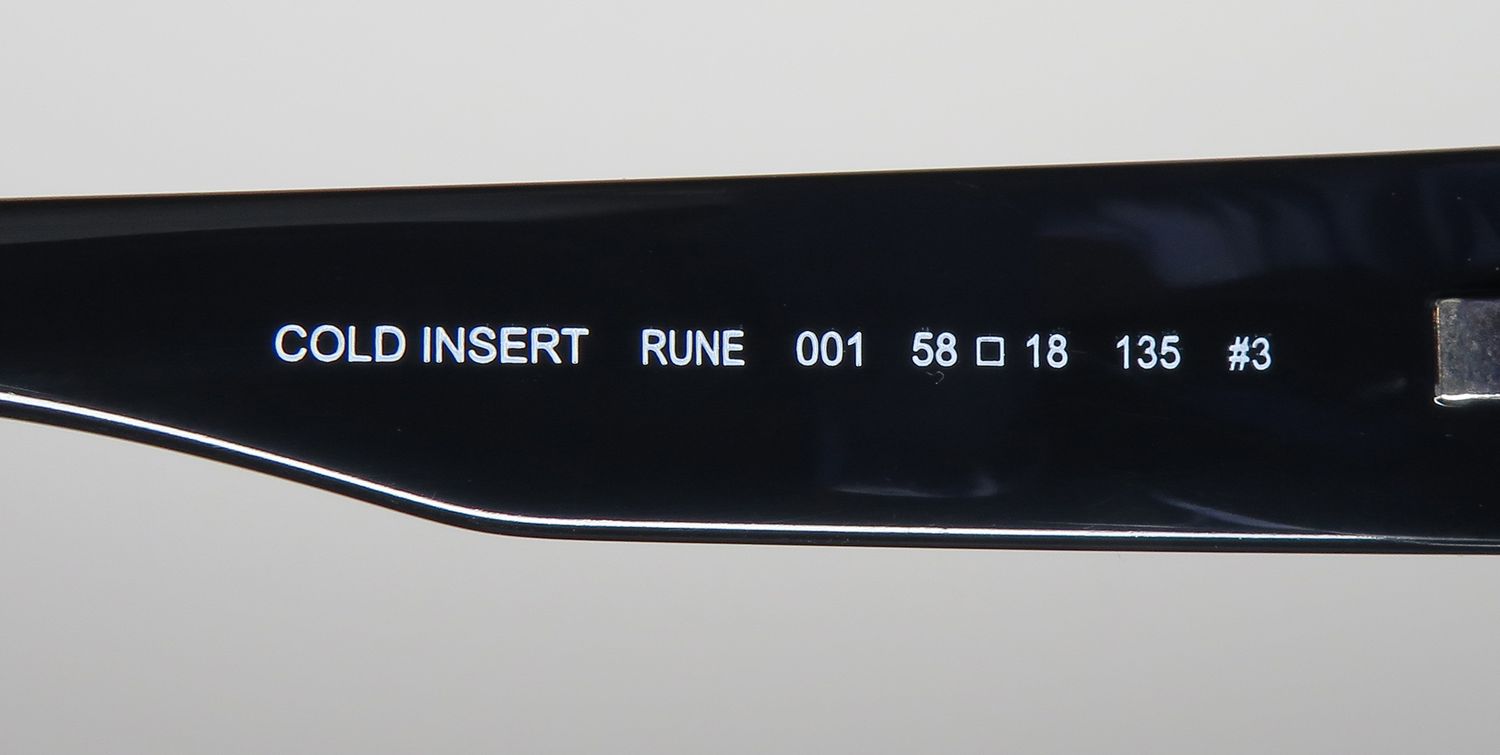 COLD INSERT RUNE 001 58 □ 18 135 #3